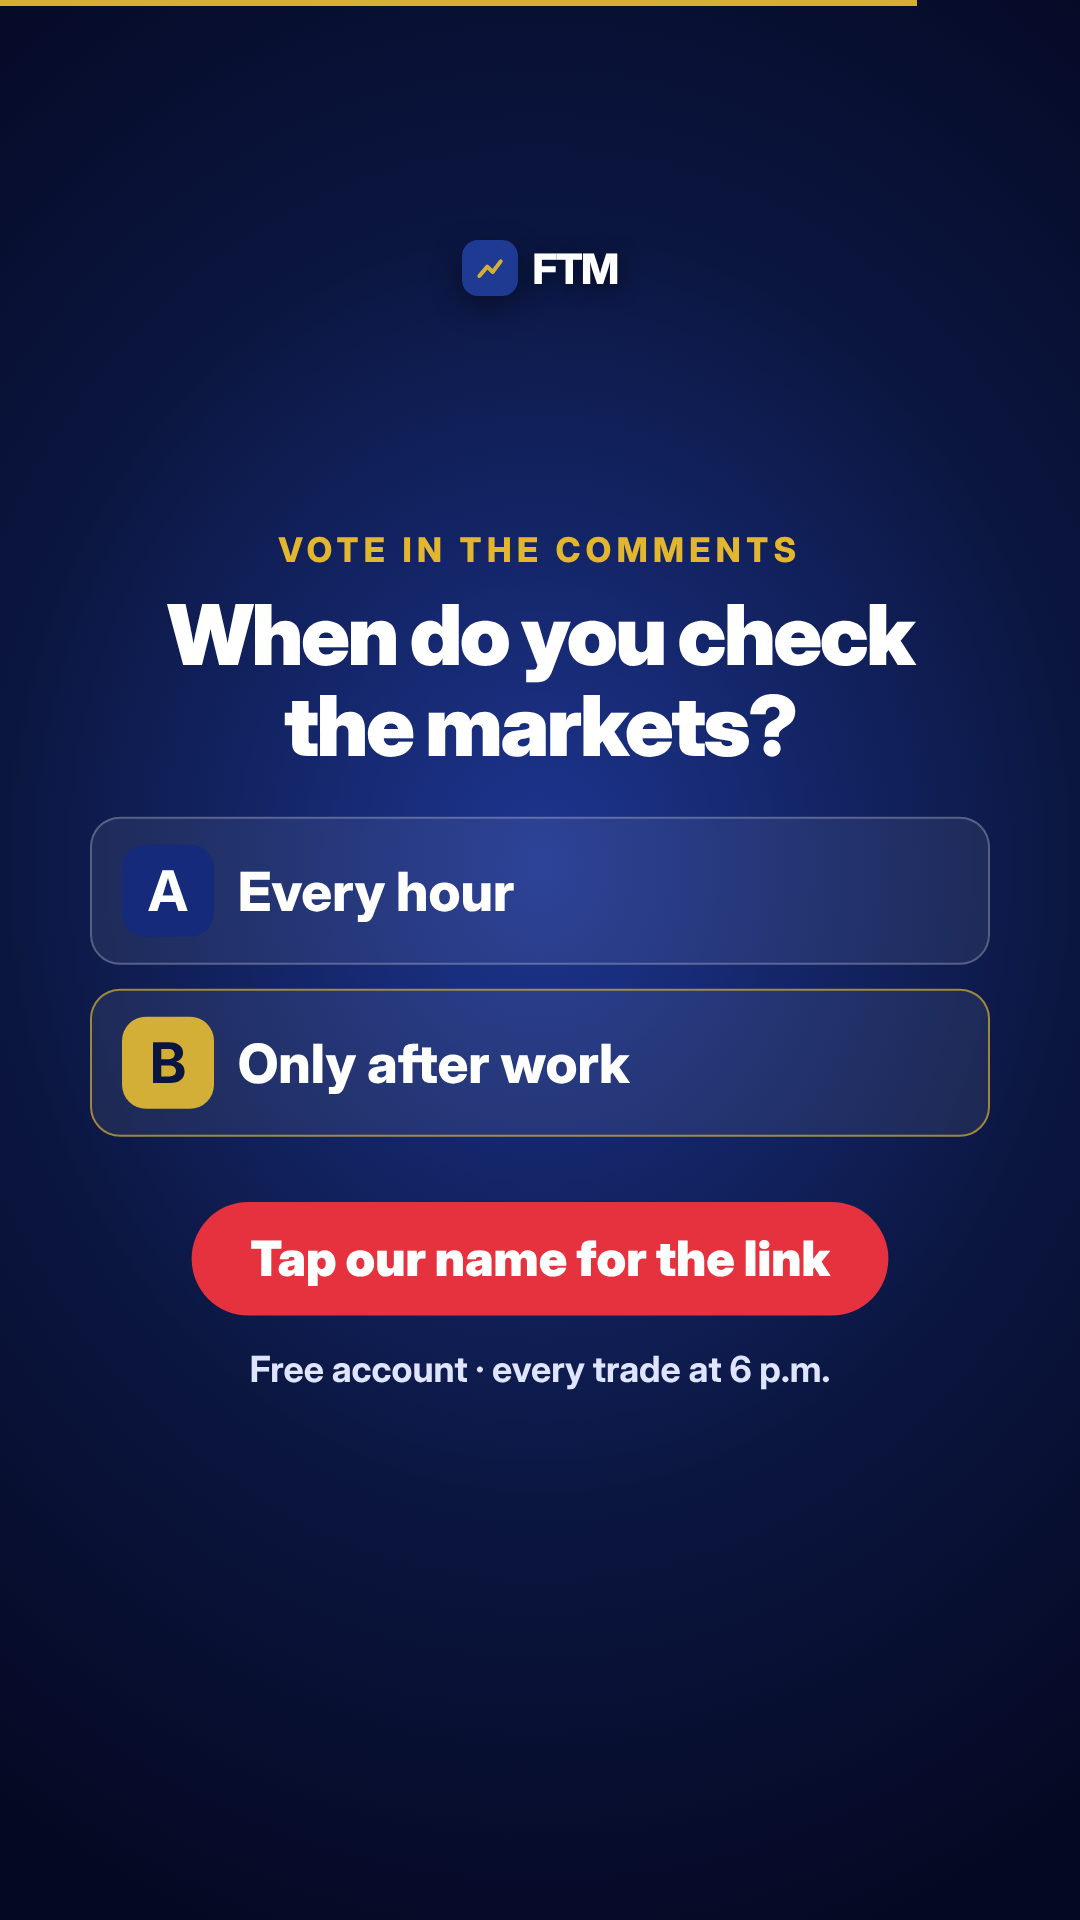 FTM
VOTE IN THE COMMENTS
When do you check
the markets?
A Every hour
B Only after work
Tap our name for the link
Free account · every trade at 6 p.m.